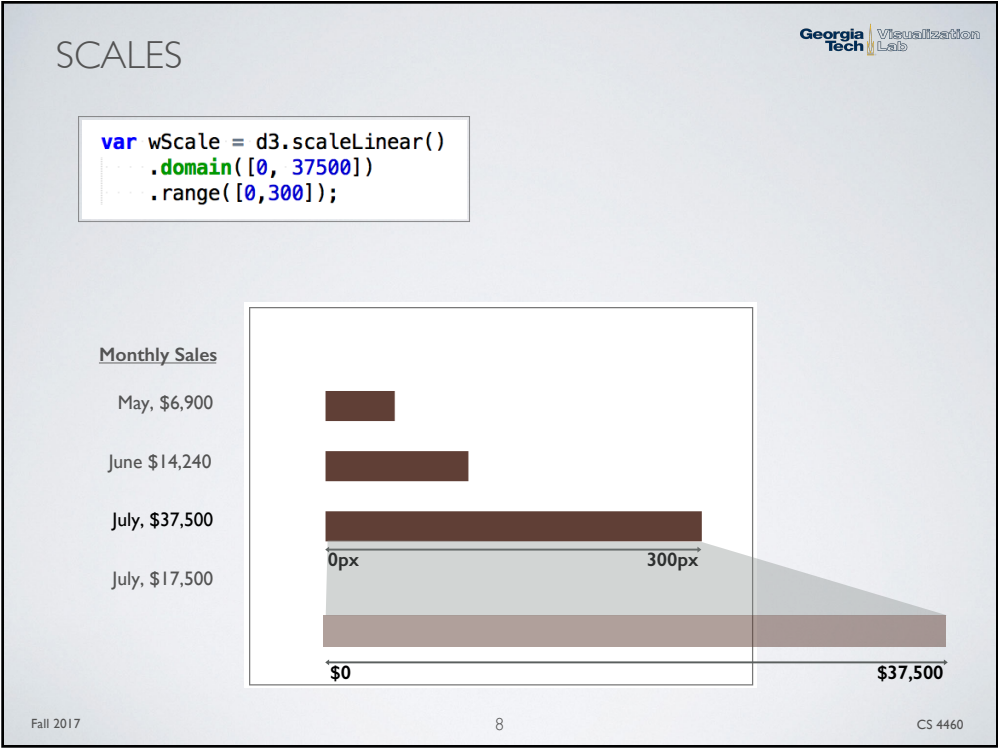 SCALES
Georgia Tech Visualization Lab
var wScale = d3.scaleLinear()
.domain([0, 37500])
.range([0,300]);
Monthly Sales
May, $6,900
June $14,240
July, $37,500
0px 300px
July, $17,500
$0 $37,500
Fall 2017 8 CS 4460